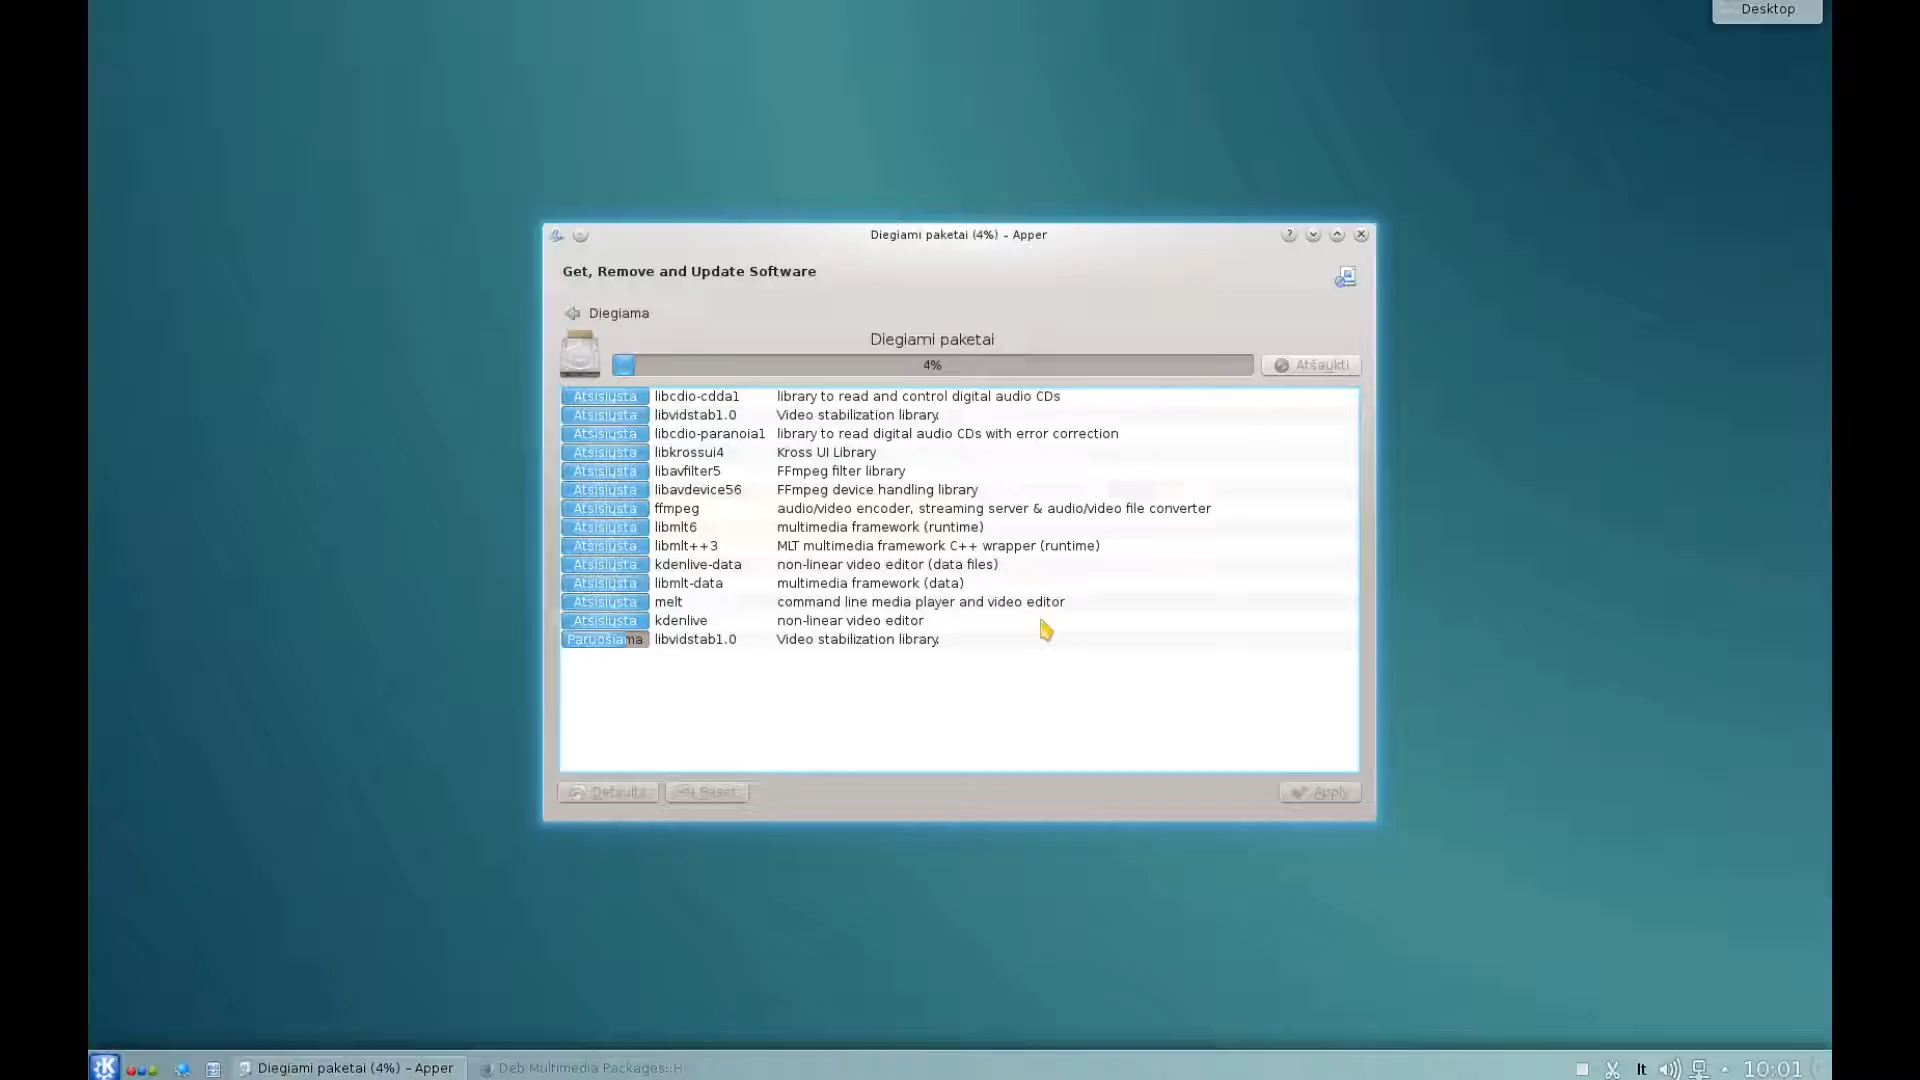 Desktop
Diegiami paketai (4%) – Apper
Get, Remove and Update Software
Diegiama
Diegiami paketai
4%
Atšaukti
Atsisiųsta libcdio-cdda1 library to read and control digital audio CDs
Atsisiųsta libvidstab1.0 Video stabilization library.
Atsisiųsta libcdio-paranoia1 library to read digital audio CDs with error correction
Atsisiųsta libkrossui4 Kross UI Library
Atsisiųsta libavfilter5 FFmpeg filter library
Atsisiųsta libavdevice56 FFmpeg device handling library
Atsisiųsta ffmpeg audio/video encoder, streaming server & audio/video file converter
Atsisiųsta libmlt6 multimedia framework (runtime)
Atsisiųsta libmlt++3 MLT multimedia framework C++ wrapper (runtime)
Atsisiųsta kdenlive-data non-linear video editor (data files)
Atsisiųsta libmlt-data multimedia framework (data)
Atsisiųsta melt command line media player and video editor
Atsisiųsta kdenlive non-linear video editor
Paruošiama libvidstab1.0 Video stabilization library.
Defaults Reset Apply
Diegiami paketai (4%) – Apper Deb Multimedia Packages::H lt 10:01